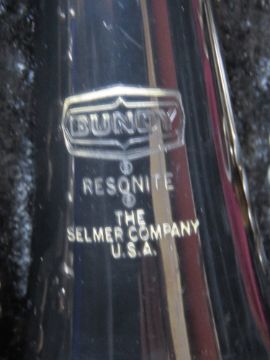 BUNDY
RESONITE
THE
SELMER COMPANY
U.S.A.